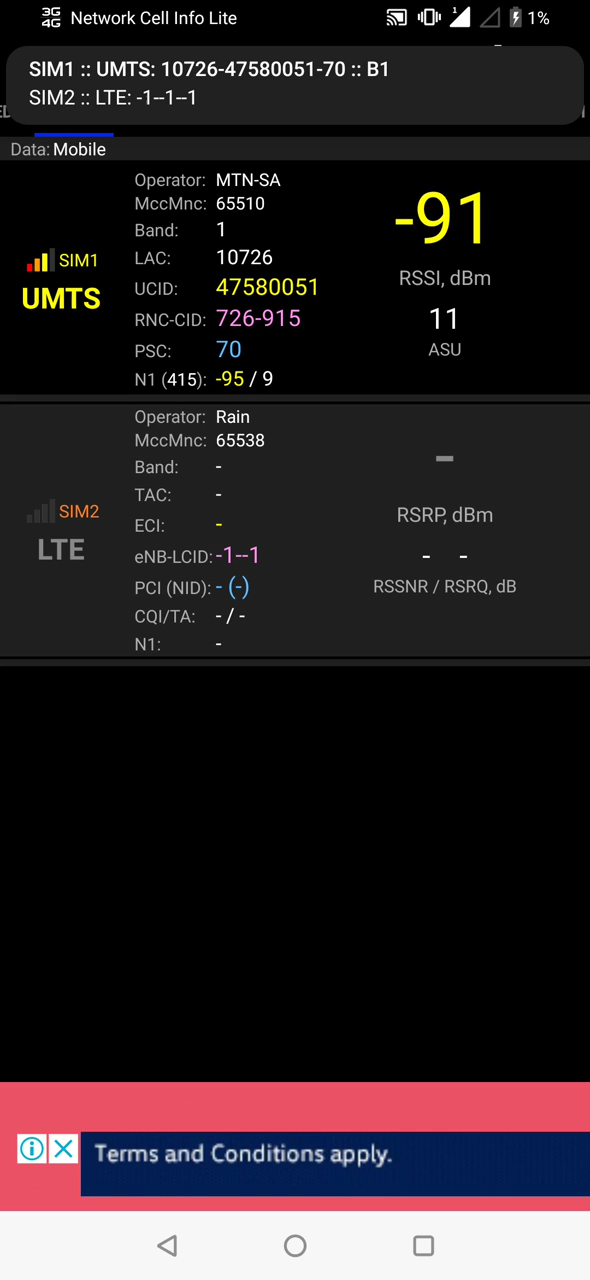 3G 4G Network Cell Info Lite 1 1%
SIM1 :: UMTS: 10726-47580051-70 :: B1
SIM2 :: LTE: -1--1--1
Data: Mobile
SIM1
UMTS
Operator: MTN-SA
MccMnc: 65510
Band: 1
LAC: 10726
UCID: 47580051
RNC-CID: 726-915
PSC: 70
N1 (415): -95 / 9
-91
RSSI, dBm
11
ASU
SIM2
LTE
Operator: Rain
MccMnc: 65538
Band: -
TAC: -
ECI: -
eNB-LCID: -1--1
PCI (NID): - (-)
CQI/TA: - / -
N1: -
-
RSRP, dBm
- -
RSSNR / RSRQ, dB
Terms and Conditions apply.